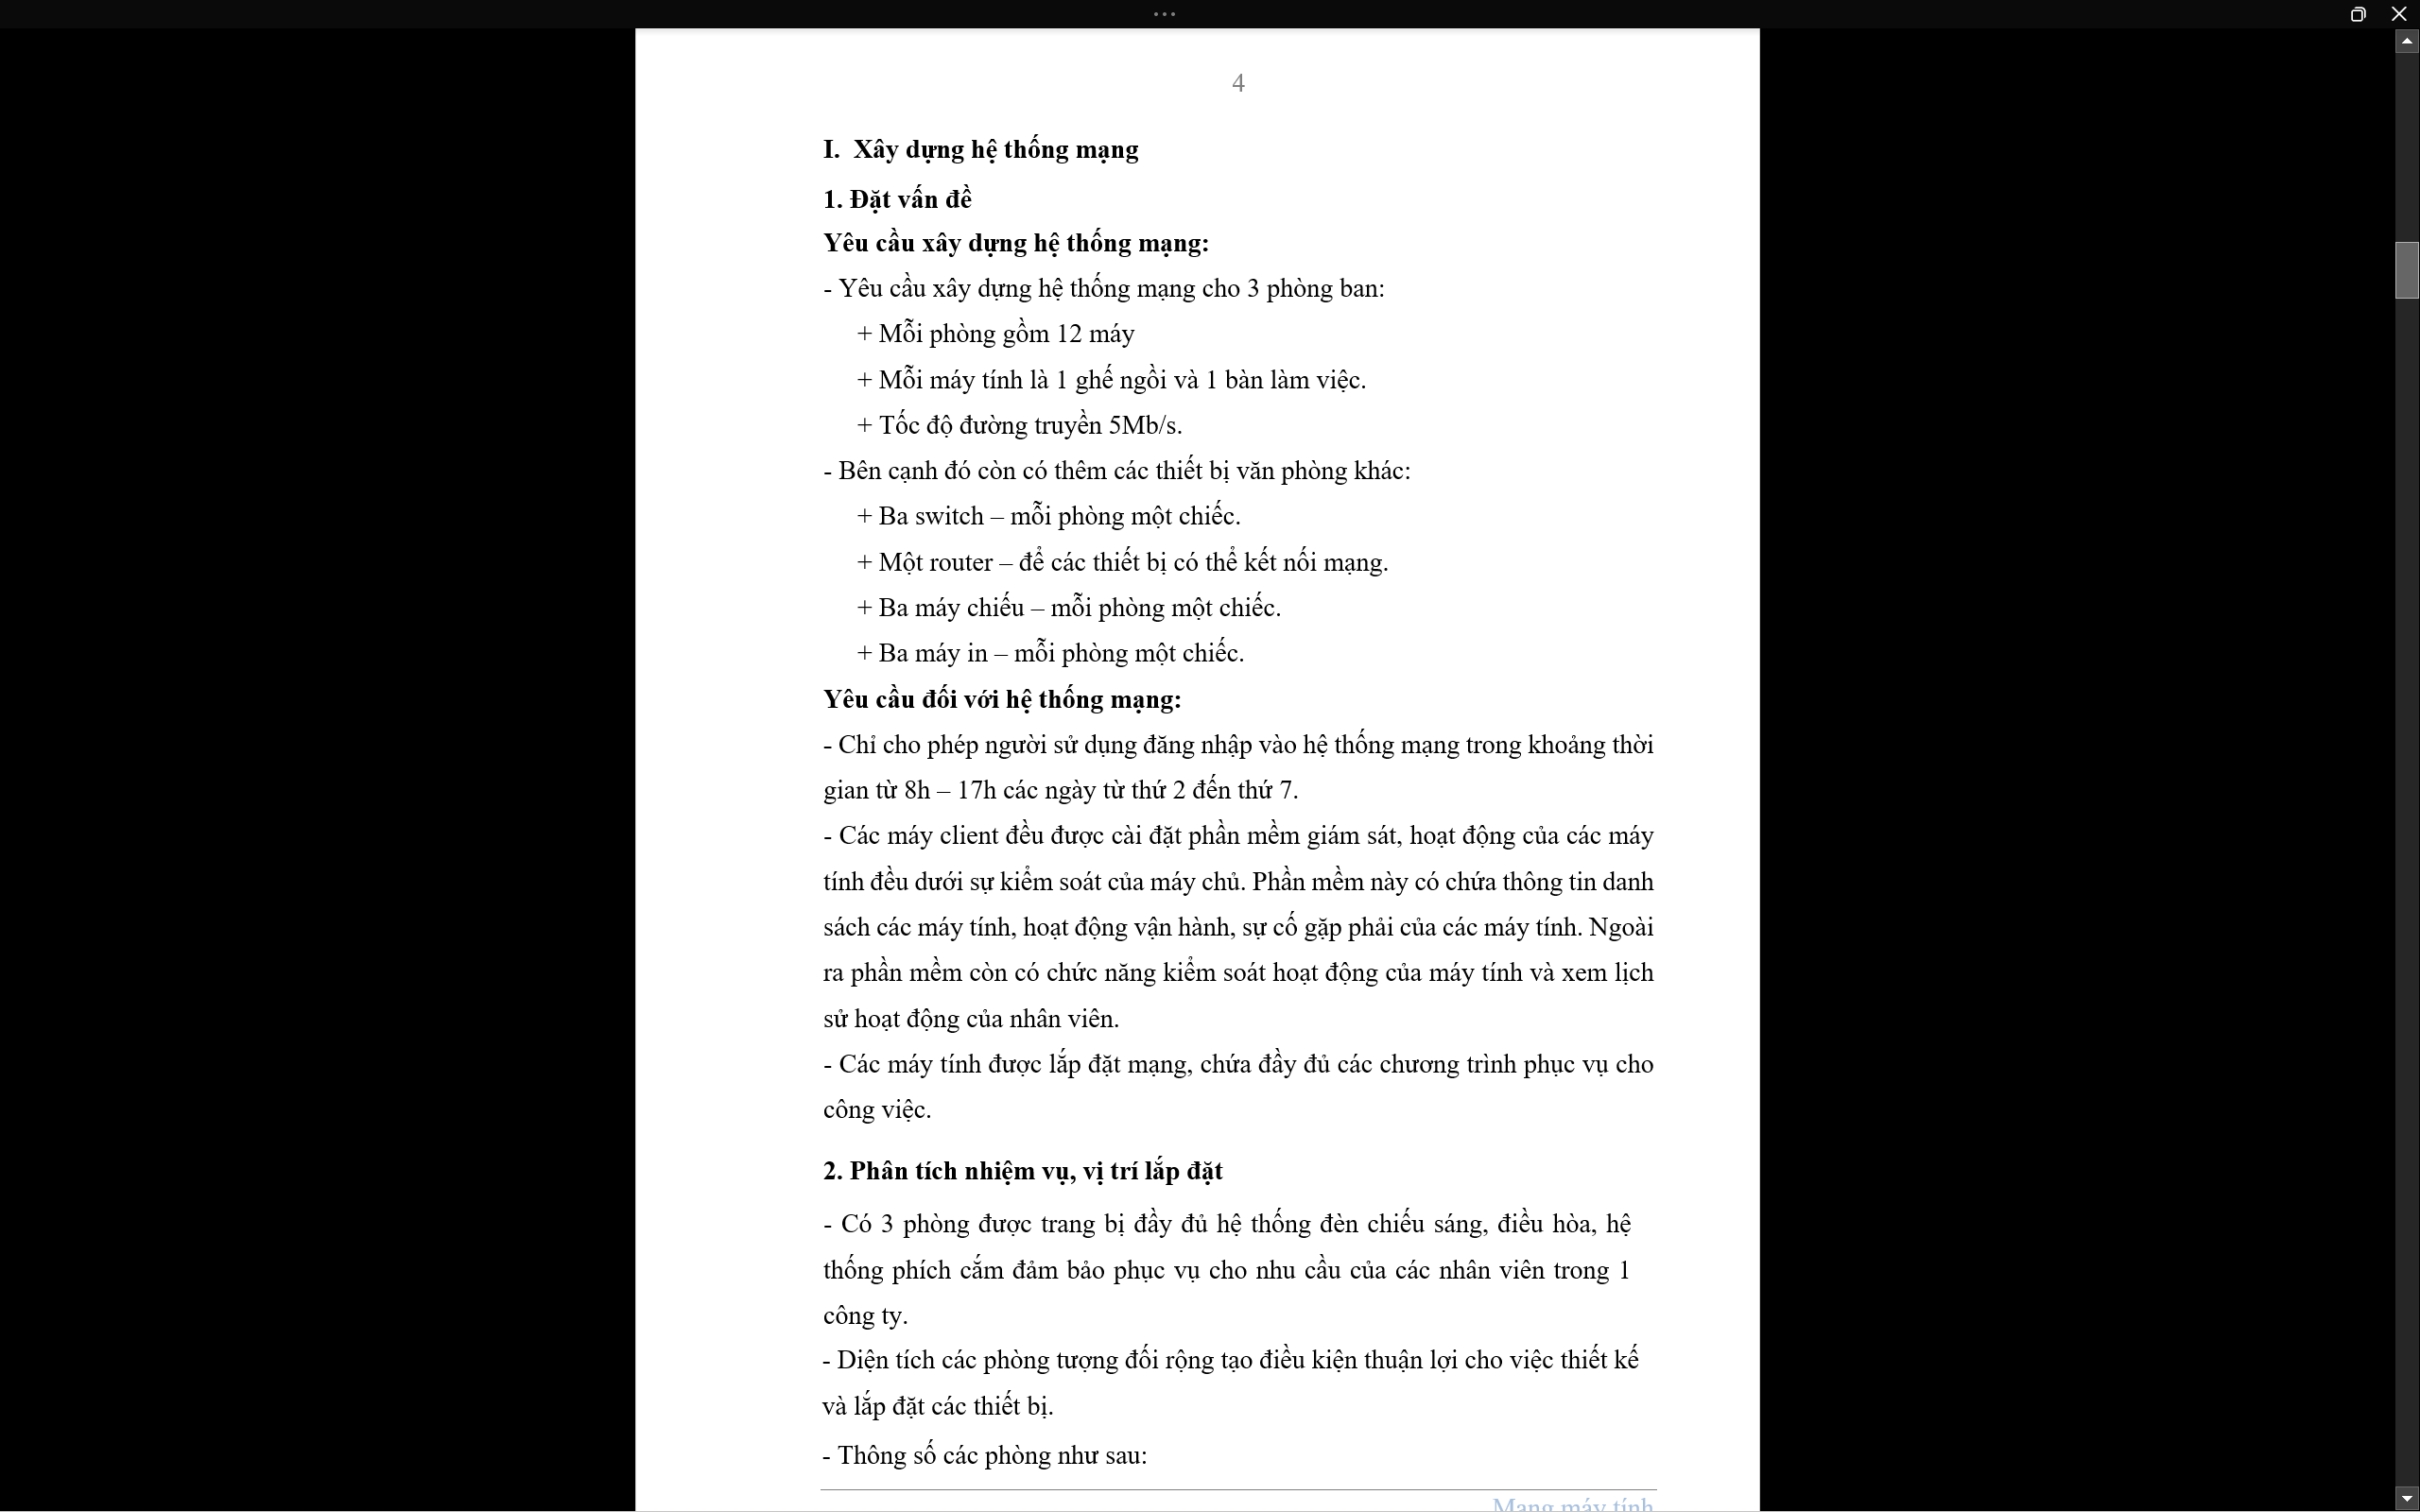 4
I. Xây dựng hệ thống mạng
1. Đặt vấn đề
Yêu cầu xây dựng hệ thống mạng:
- Yêu cầu xây dựng hệ thống mạng cho 3 phòng ban:
+ Mỗi phòng gồm 12 máy
+ Mỗi máy tính là 1 ghế ngồi và 1 bàn làm việc.
+ Tốc độ đường truyền 5Mb/s.
- Bên cạnh đó còn có thêm các thiết bị văn phòng khác:
+ Ba switch – mỗi phòng một chiếc.
+ Một router – để các thiết bị có thể kết nối mạng.
+ Ba máy chiếu – mỗi phòng một chiếc.
+ Ba máy in – mỗi phòng một chiếc.
Yêu cầu đối với hệ thống mạng:
- Chỉ cho phép người sử dụng đăng nhập vào hệ thống mạng trong khoảng thời
gian từ 8h – 17h các ngày từ thứ 2 đến thứ 7.
- Các máy client đều được cài đặt phần mềm giám sát, hoạt động của các máy
tính đều dưới sự kiểm soát của máy chủ. Phần mềm này có chứa thông tin danh
sách các máy tính, hoạt động vận hành, sự cố gặp phải của các máy tính. Ngoài
ra phần mềm còn có chức năng kiểm soát hoạt động của máy tính và xem lịch
sử hoạt động của nhân viên.
- Các máy tính được lắp đặt mạng, chứa đầy đủ các chương trình phục vụ cho
công việc.
2. Phân tích nhiệm vụ, vị trí lắp đặt
- Có 3 phòng được trang bị đầy đủ hệ thống đèn chiếu sáng, điều hòa, hệ
thống phích cắm đảm bảo phục vụ cho nhu cầu của các nhân viên trong 1
công ty.
- Diện tích các phòng tượng đối rộng tạo điều kiện thuận lợi cho việc thiết kế
và lắp đặt các thiết bị.
- Thông số các phòng như sau:
Mạng máy tính